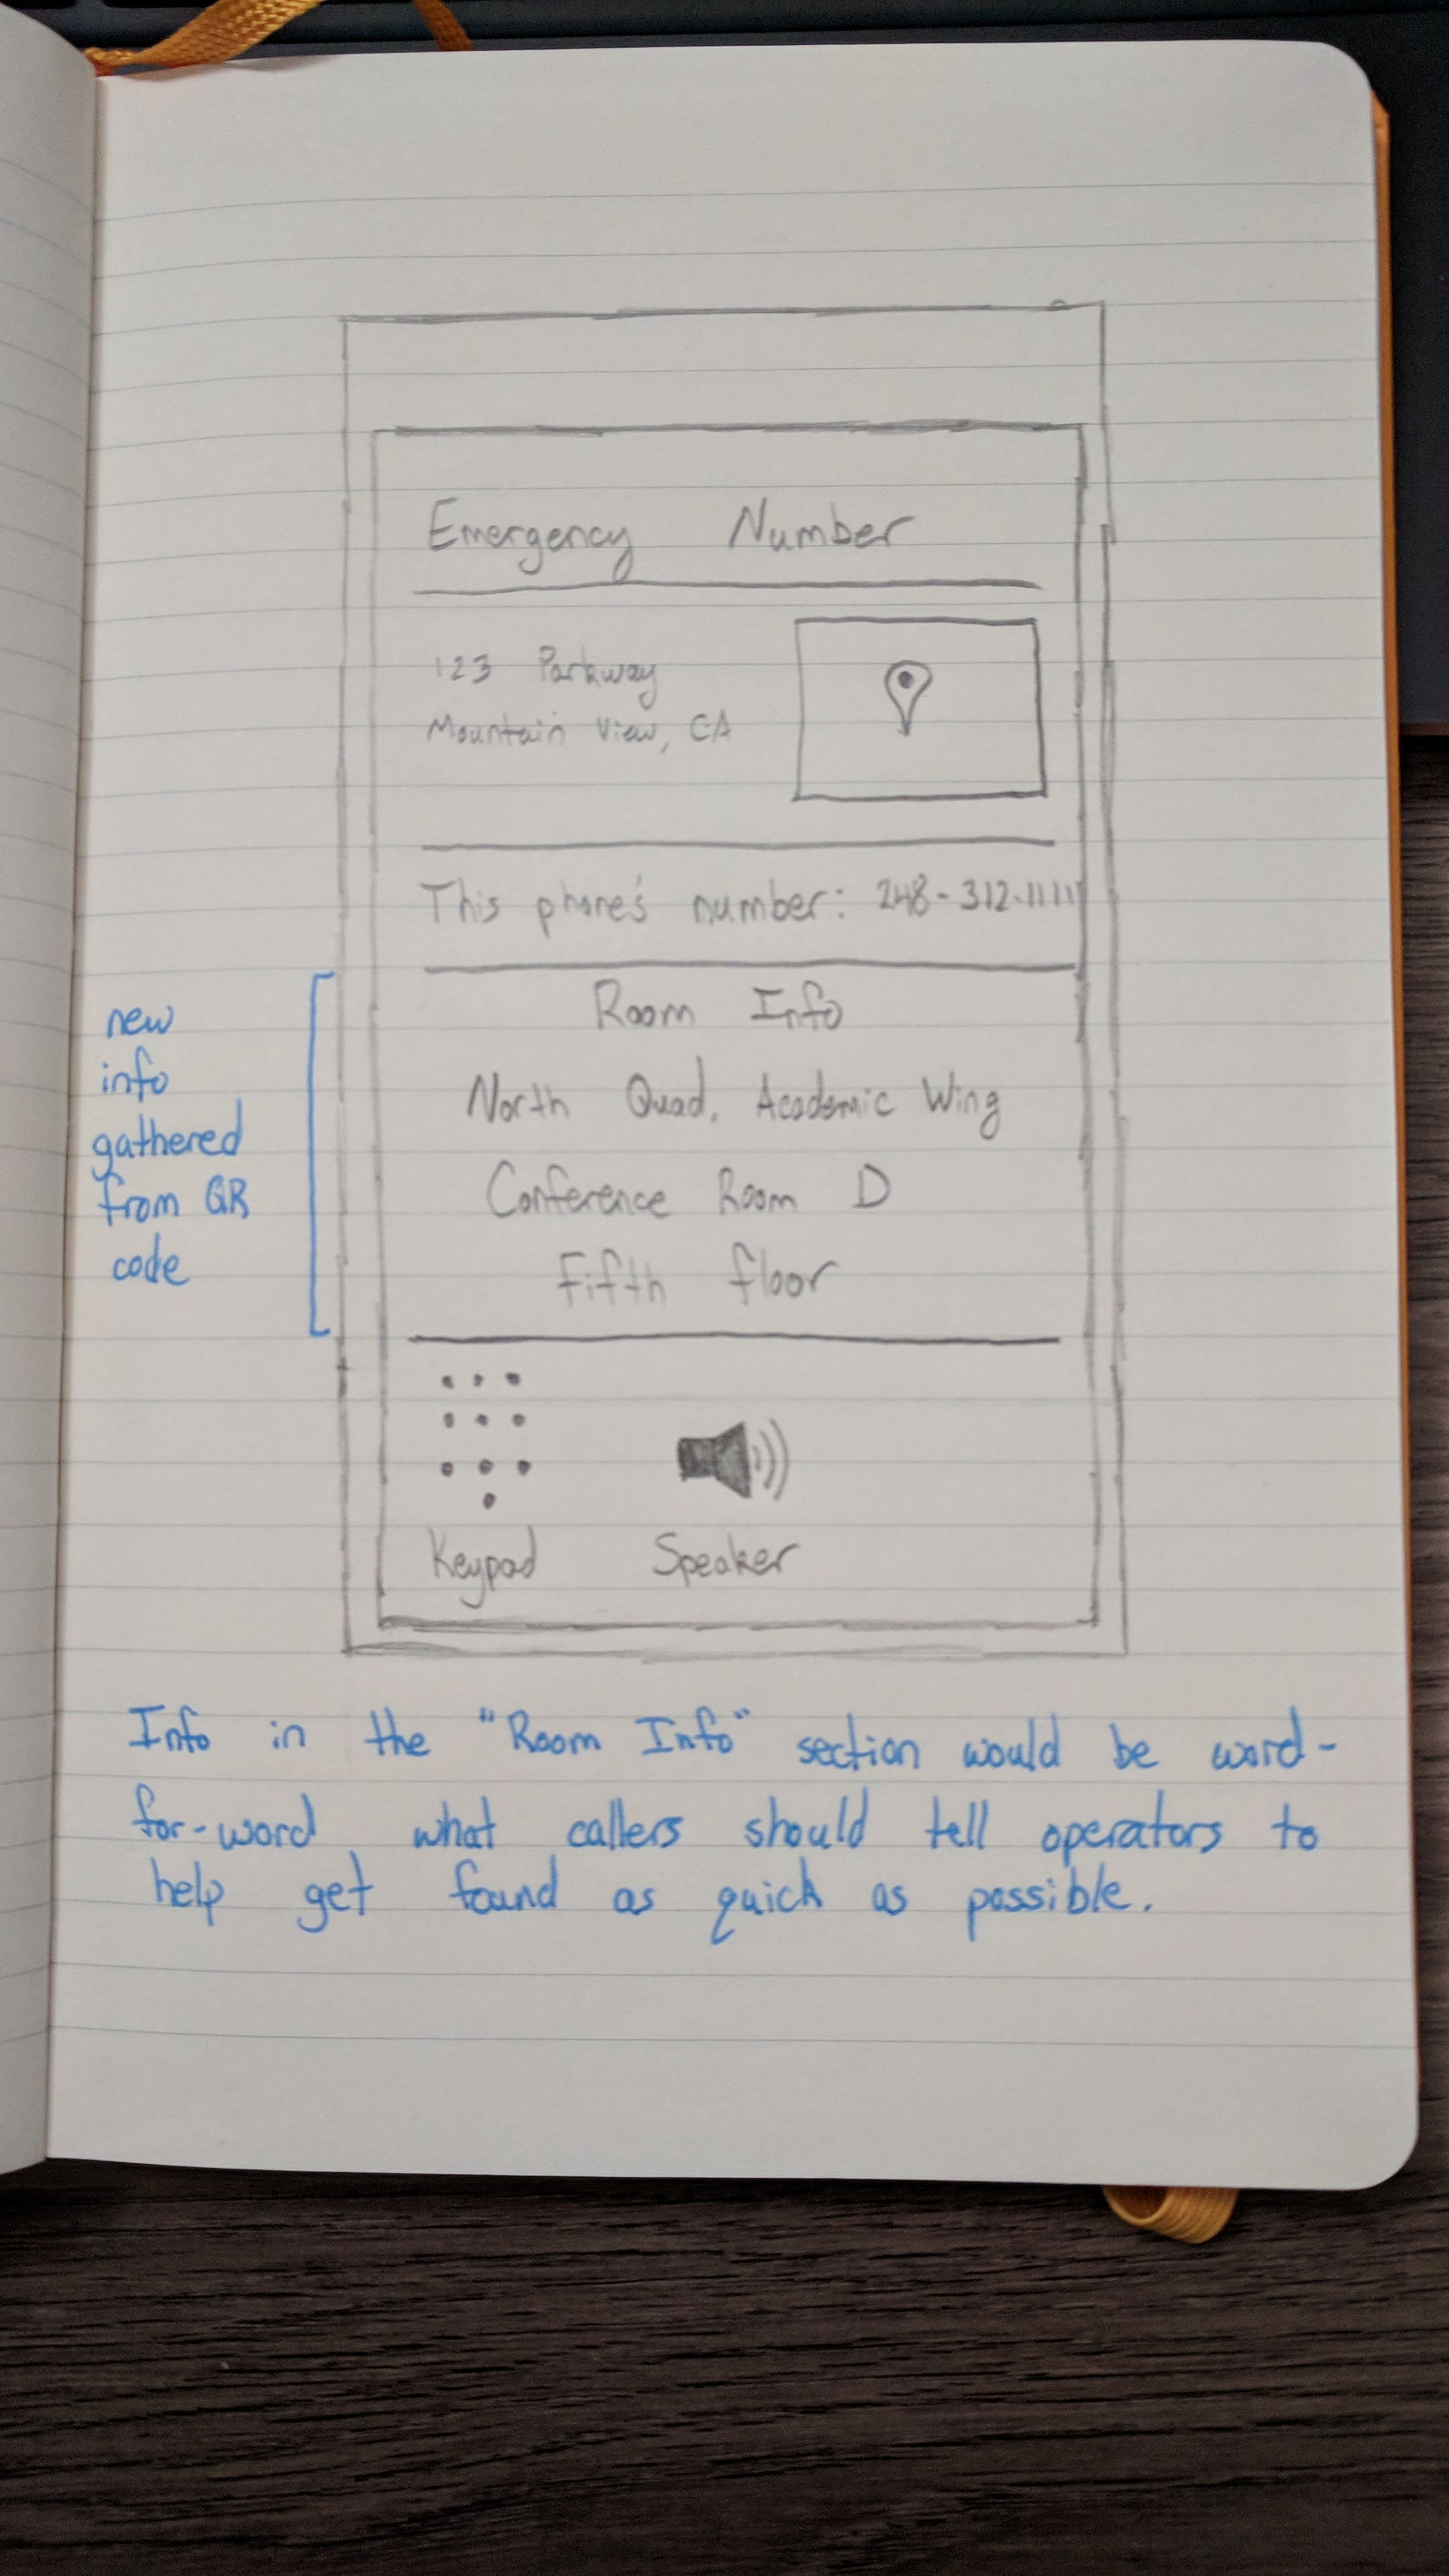 Emergency Number
123 Parkway
Mountain View, CA
This phone's number: 248-312-1111
new
info
gathered
from QR
code
Room Info
North Quad, Academic Wing
Conference Room D
Fifth floor
Keypad Speaker
Info in the "Room Info" section would be word-
for-word what callers should tell operators to
help get found as quick as possible.